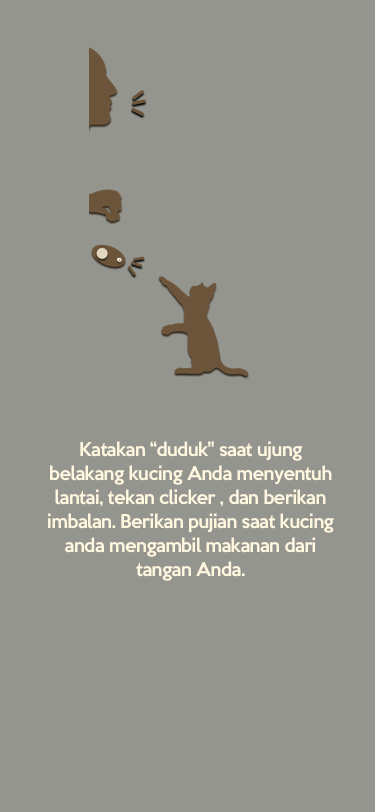 Katakan “duduk” saat ujung
belakang kucing Anda menyentuh
lantai, tekan clicker , dan berikan
imbalan. Berikan pujian saat kucing
anda mengambil makanan dari
tangan Anda.